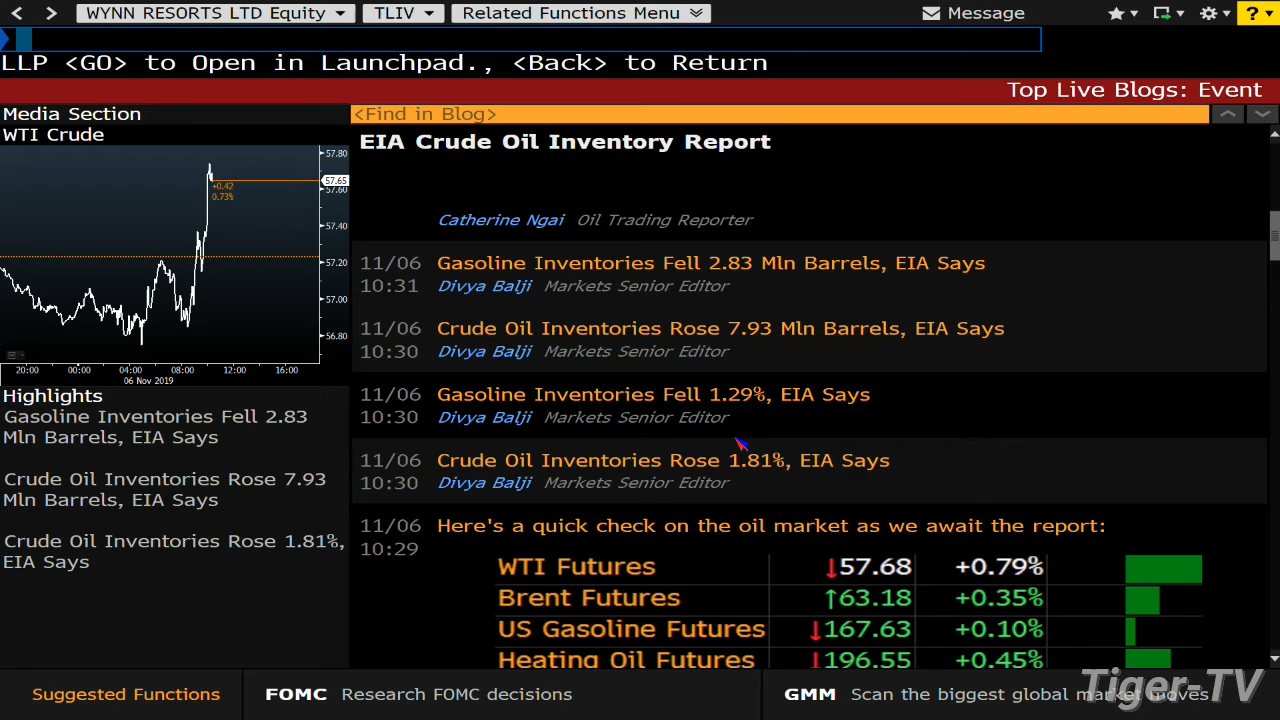 WYNN RESORTS LTD Equity
TLIV
Related Functions Menu
Message
?
LLP <GO> to Open in Launchpad., <Back> to Return
Top Live Blogs: Event
Media Section
WTI Crude
57.80
57.65
57.60
57.40
57.20
57.00
56.80
+0.42
0.73%
20:00 00:00 04:00 08:00 12:00 16:00
06 Nov 2019
Highlights
Gasoline Inventories Fell 2.83
Mln Barrels, EIA Says
Crude Oil Inventories Rose 7.93
Mln Barrels, EIA Says
Crude Oil Inventories Rose 1.81%,
EIA Says
<Find in Blog>
EIA Crude Oil Inventory Report
Catherine Ngai Oil Trading Reporter
11/06 Gasoline Inventories Fell 2.83 Mln Barrels, EIA Says
10:31 Divya Balji Markets Senior Editor
11/06 Crude Oil Inventories Rose 7.93 Mln Barrels, EIA Says
10:30 Divya Balji Markets Senior Editor
11/06 Gasoline Inventories Fell 1.29%, EIA Says
10:30 Divya Balji Markets Senior Editor
11/06 Crude Oil Inventories Rose 1.81%, EIA Says
10:30 Divya Balji Markets Senior Editor
11/06 Here's a quick check on the oil market as we await the report:
10:29
WTI Futures ↓57.68 +0.79%
Brent Futures ↑63.18 +0.35%
US Gasoline Futures ↓167.63 +0.10%
Heating Oil Futures ↓196.55 +0.45%
Suggested Functions
FOMC Research FOMC decisions
GMM Scan the biggest global market moves
Tiger-TV